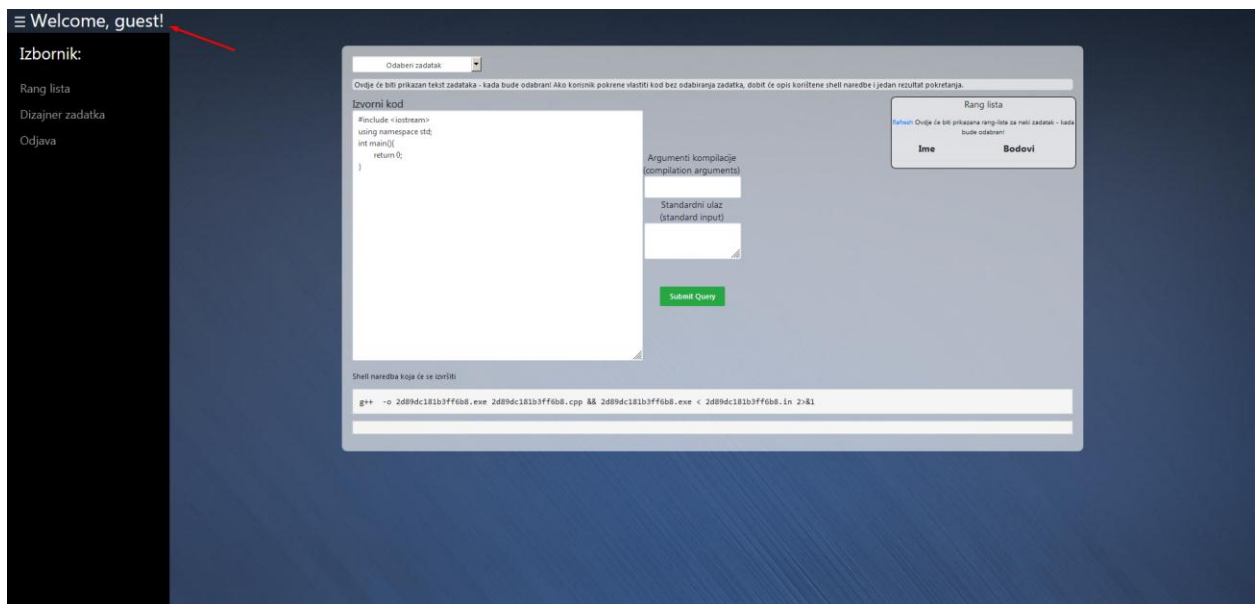 ≡ Welcome, guest!
Izbornik:
Rang lista
Dizajner zadatka
Odjava
Odaberi zadatak
Ovdje će biti prikazan tekst zadataka - kada bude odabran! Ako korisnik pokrene vlastiti kod bez odabiranja zadatka, dobit će opis korištene shell naredbe i jedan rezultat pokretanja.
Izvorni kod
#include <iostream>
using namespace std;
int main(){
return 0;
}
Argumenti kompilacije
(compilation arguments)
Standardni ulaz
(standard input)
Submit Query
Rang lista
Refresh Ovdje će biti prikazana rang-lista za neki zadatak - kada
bude odabran!
Ime Bodovi
Shell naredba koja će se izvršiti
g++ -o 2d89dc181b3ff6b8.exe 2d89dc181b3ff6b8.cpp && 2d89dc181b3ff6b8.exe < 2d89dc181b3ff6b8.in 2>&1